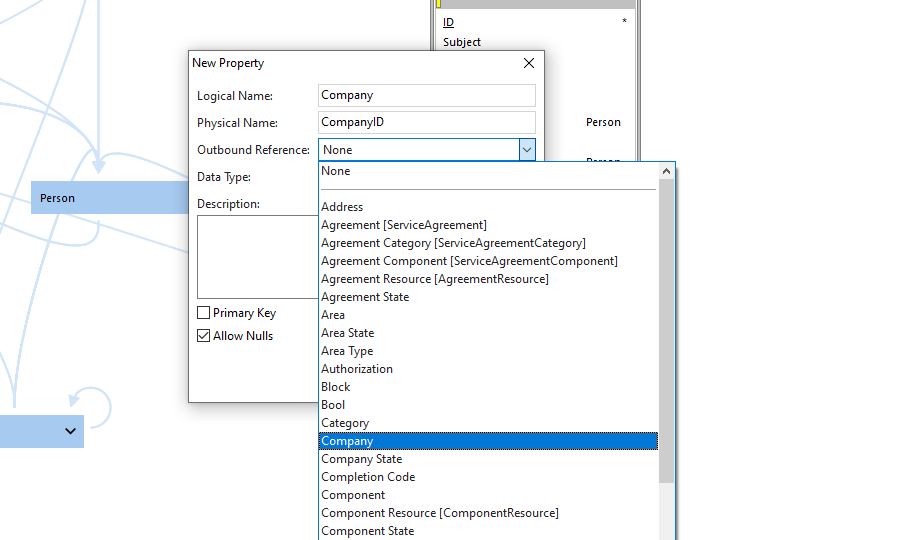 ID *
Subject
New Property
Logical Name: Company
Physical Name: CompanyID
Person
Outbound Reference: None
Person
None
Data Type:
Person
Description:
Address
Agreement [ServiceAgreement]
Agreement Category [ServiceAgreementCategory]
Agreement Component [ServiceAgreementComponent]
Agreement Resource [AgreementResource]
Agreement State
Primary Key
Area
Allow Nulls
Area State
Area Type
Authorization
Block
Bool
Category
Company
Company State
Completion Code
Component
Component Resource [ComponentResource]
Component State